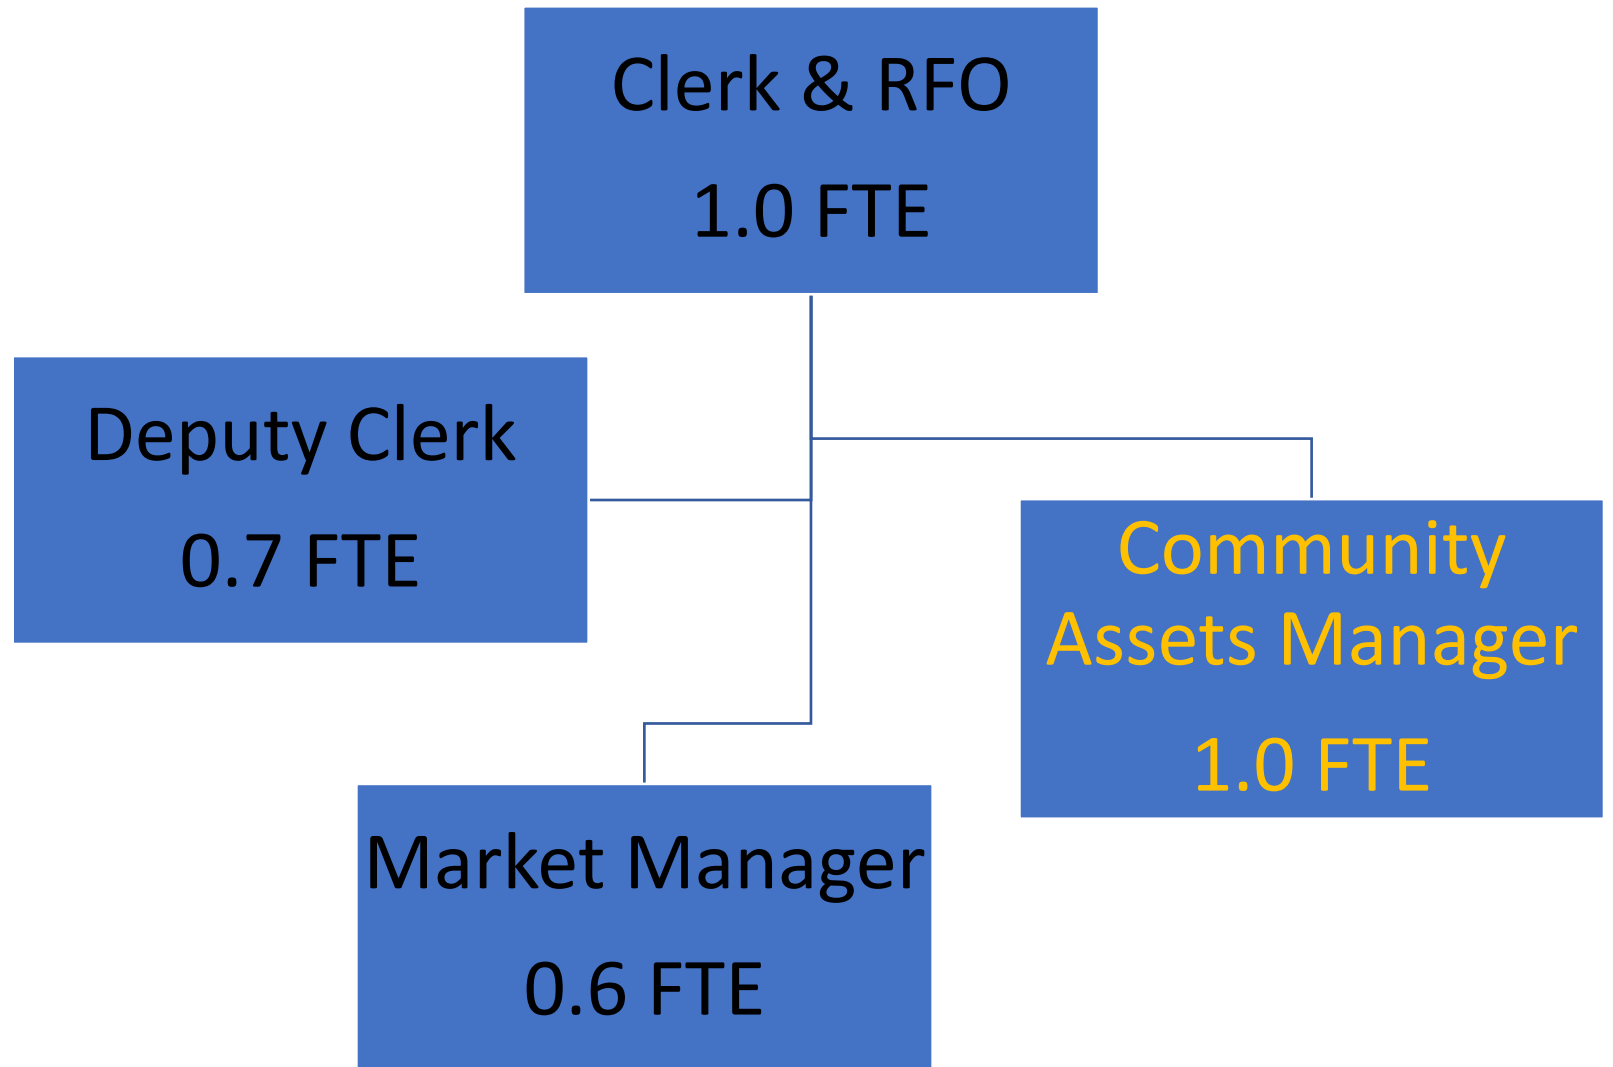 Clerk & RFO
1.0 FTE
Deputy Clerk
0.7 FTE
Community
Assets Manager
1.0 FTE
Market Manager
0.6 FTE